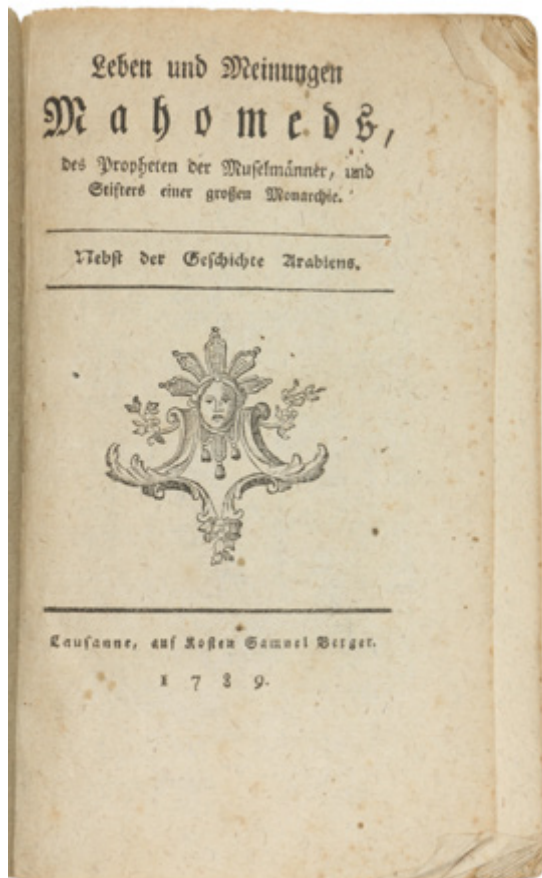 Leben und Meinungen
Mahomeds,
des Propheten der Muselmänner, und
Stifters einer großen Monarchie.
Nebst der Geschichte Arabiens.
Lausanne, auf Kosten Samuel Berger.
1789.